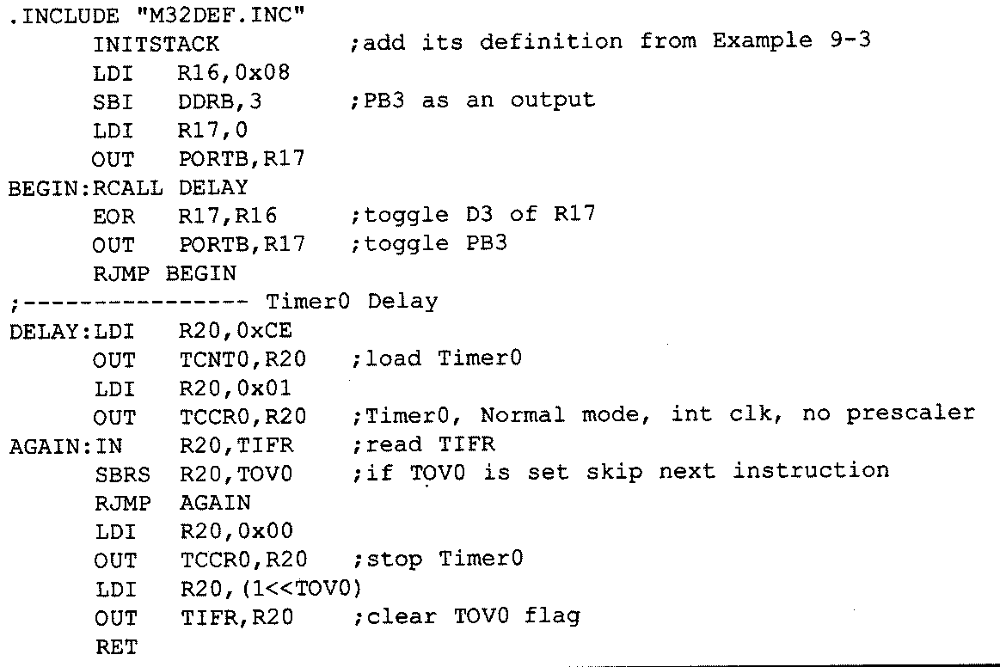 .INCLUDE "M32DEF.INC"
INITSTACK ;add its definition from Example 9-3
LDI R16,0x08
SBI DDRB,3 ;PB3 as an output
LDI R17,0
OUT PORTB,R17
BEGIN:RCALL DELAY
EOR R17,R16 ;toggle D3 of R17
OUT PORTB,R17 ;toggle PB3
RJMP BEGIN
;---------------- Timer0 Delay
DELAY:LDI R20,0xCE
OUT TCNT0,R20 ;load Timer0
LDI R20,0x01
OUT TCCR0,R20 ;Timer0, Normal mode, int clk, no prescaler
AGAIN:IN R20,TIFR ;read TIFR
SBRS R20,TOV0 ;if TOV0 is set skip next instruction
RJMP AGAIN
LDI R20,0x00
OUT TCCR0,R20 ;stop Timer0
LDI R20,(1<<TOV0)
OUT TIFR,R20 ;clear TOV0 flag
RET